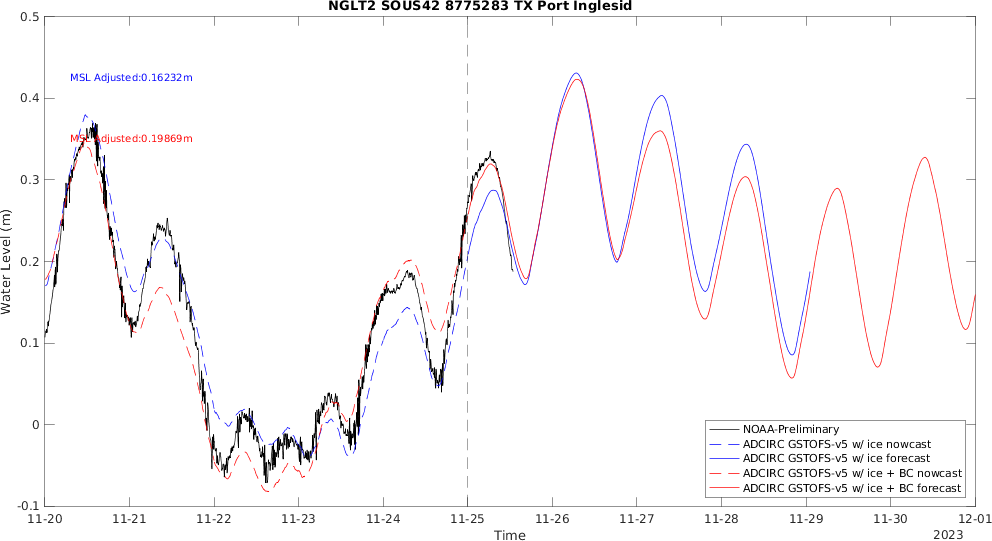 NGLT2 SOUS42 8775283 TX Port Inglesid
0.5
0.4
0.3
0.2
0.1
0
-0.1
Water Level (m)
MSL Adjusted:0.16232m
MSL Adjusted:0.19869m
NOAA-Preliminary
ADCIRC GSTOFS-v5 w/ ice nowcast
ADCIRC GSTOFS-v5 w/ ice forecast
ADCIRC GSTOFS-v5 w/ ice + BC nowcast
ADCIRC GSTOFS-v5 w/ ice + BC forecast
11-20 11-21 11-22 11-23 11-24 11-25 11-26 11-27 11-28 11-29 11-30 12-01
Time
2023